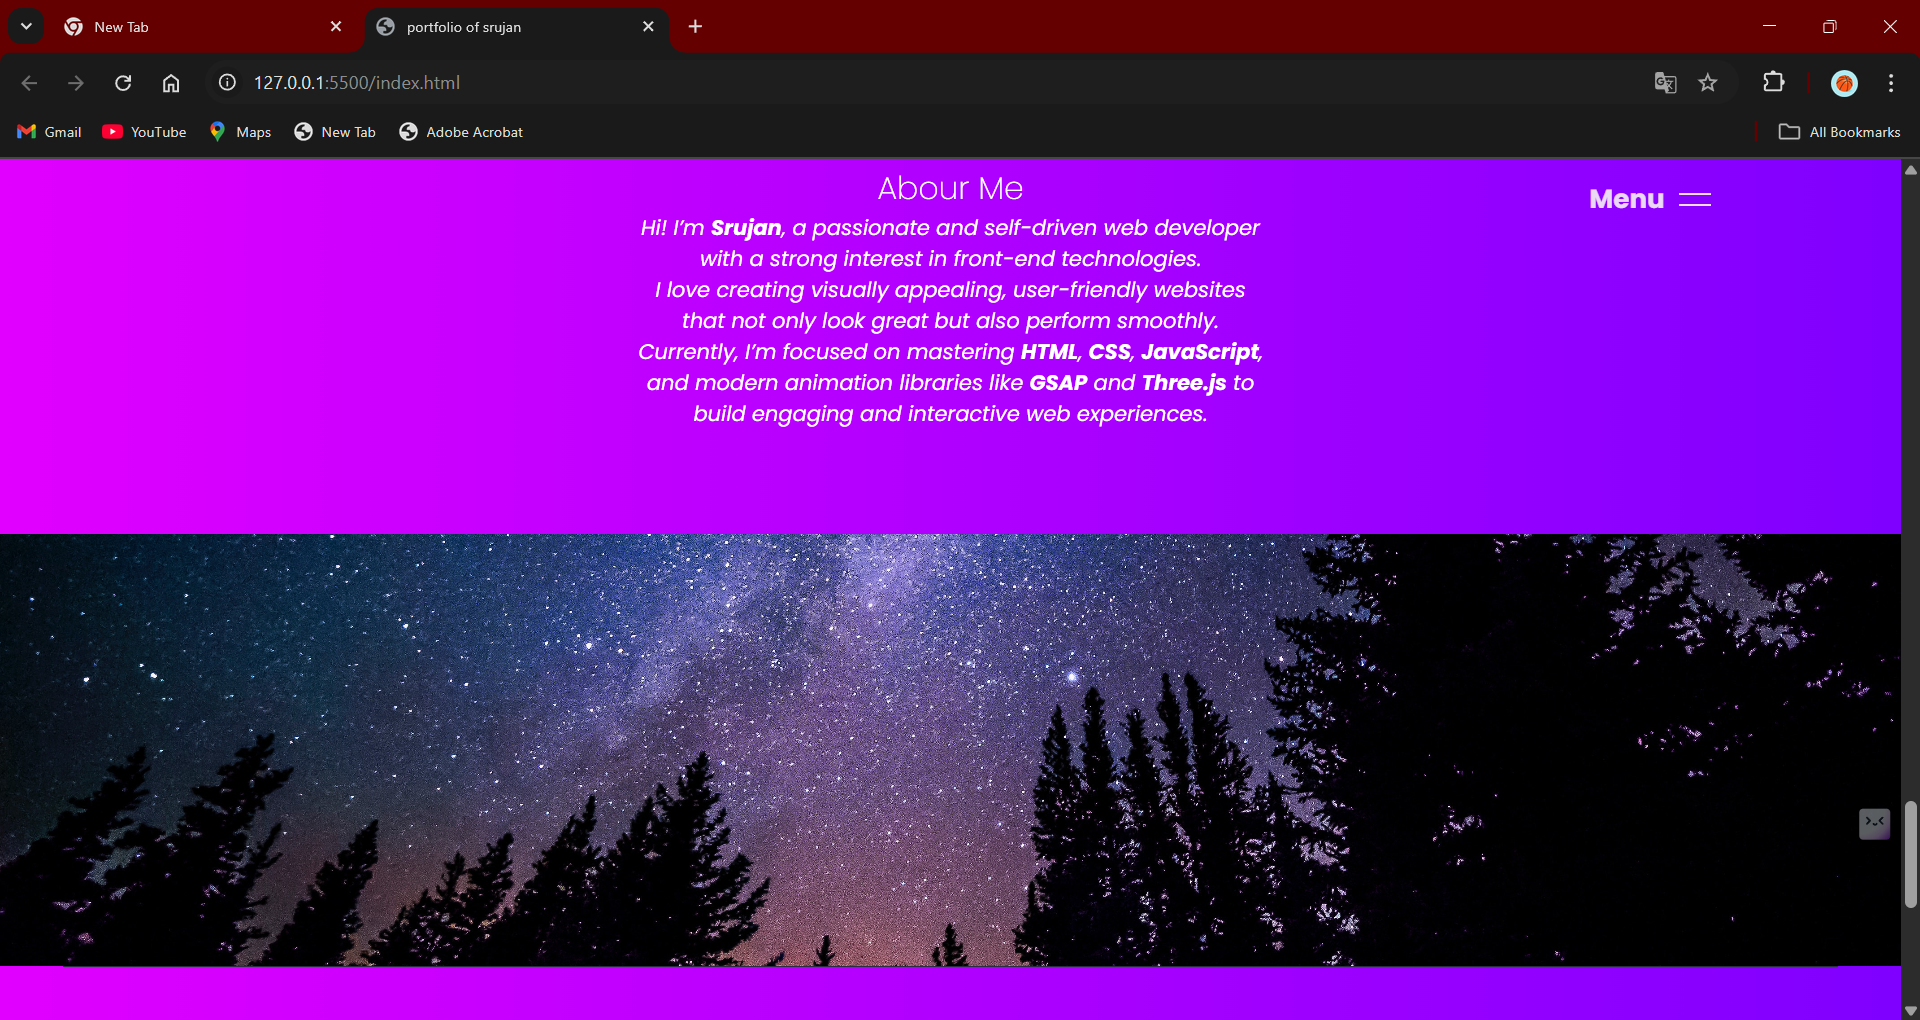 New Tab
portfolio of srujan
127.0.0.1:5500/index.html
Gmail
YouTube
Maps
New Tab
Adobe Acrobat
All Bookmarks
Abour Me
Menu
Hi! I’m Srujan, a passionate and self-driven web developer
with a strong interest in front-end technologies.
I love creating visually appealing, user-friendly websites
that not only look great but also perform smoothly.
Currently, I’m focused on mastering HTML, CSS, JavaScript,
and modern animation libraries like GSAP and Three.js to
build engaging and interactive web experiences.